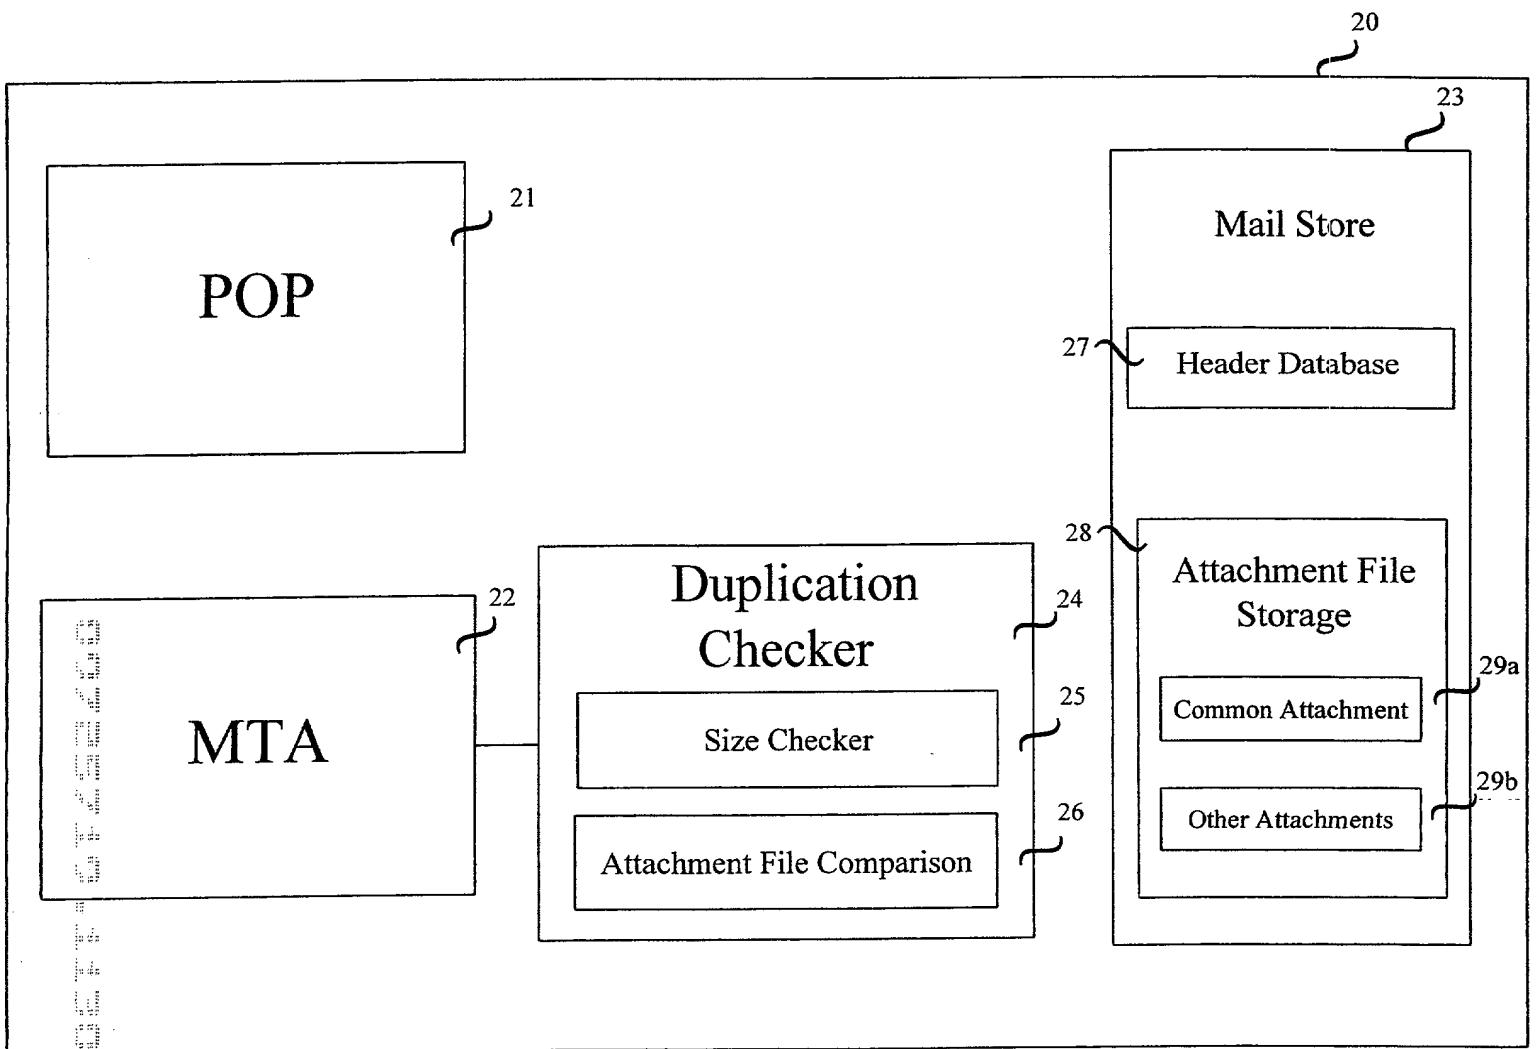 20
23
21
Mail Store
POP
27
Header Database
28
Attachment File
Storage
22
Duplication
Checker
24
29a
Common Attachment
25
Size Checker
MTA
29b
Other Attachments
26
Attachment File Comparison